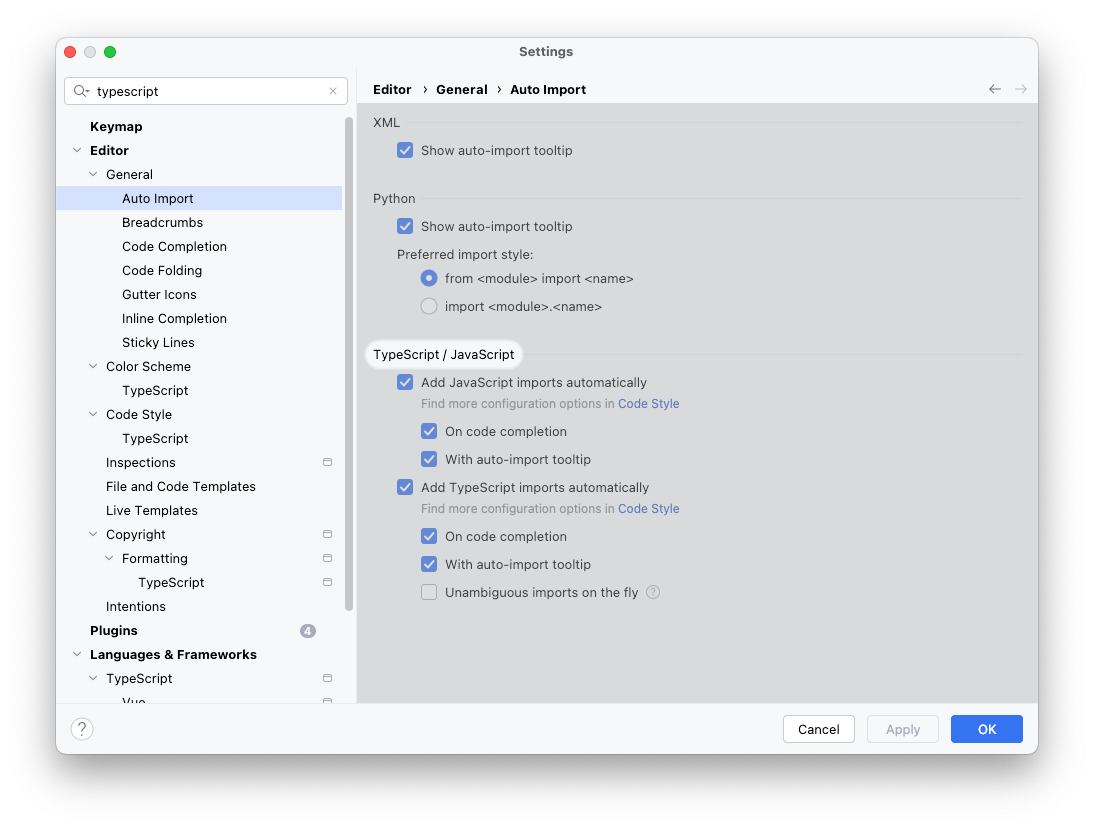 Settings
typescript
Keymap
Editor
General
Auto Import
Breadcrumbs
Code Completion
Code Folding
Gutter Icons
Inline Completion
Sticky Lines
Color Scheme
TypeScript
Code Style
TypeScript
Inspections
File and Code Templates
Live Templates
Copyright
Formatting
TypeScript
Intentions
Plugins 4
Languages & Frameworks
TypeScript
Vue
Editor › General › Auto Import
XML
Show auto-import tooltip
Python
Show auto-import tooltip
Preferred import style:
from <module> import <name>
import <module>.<name>
TypeScript / JavaScript
Add JavaScript imports automatically
Find more configuration options in Code Style
On code completion
With auto-import tooltip
Add TypeScript imports automatically
Find more configuration options in Code Style
On code completion
With auto-import tooltip
Unambiguous imports on the fly ?
? Cancel Apply OK